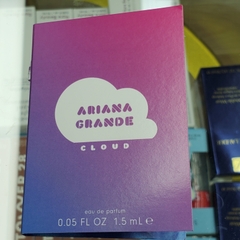 ARIANA
GRANDE
CLOUD
eau de parfum
0.05 FL OZ 1.5 mL ℮